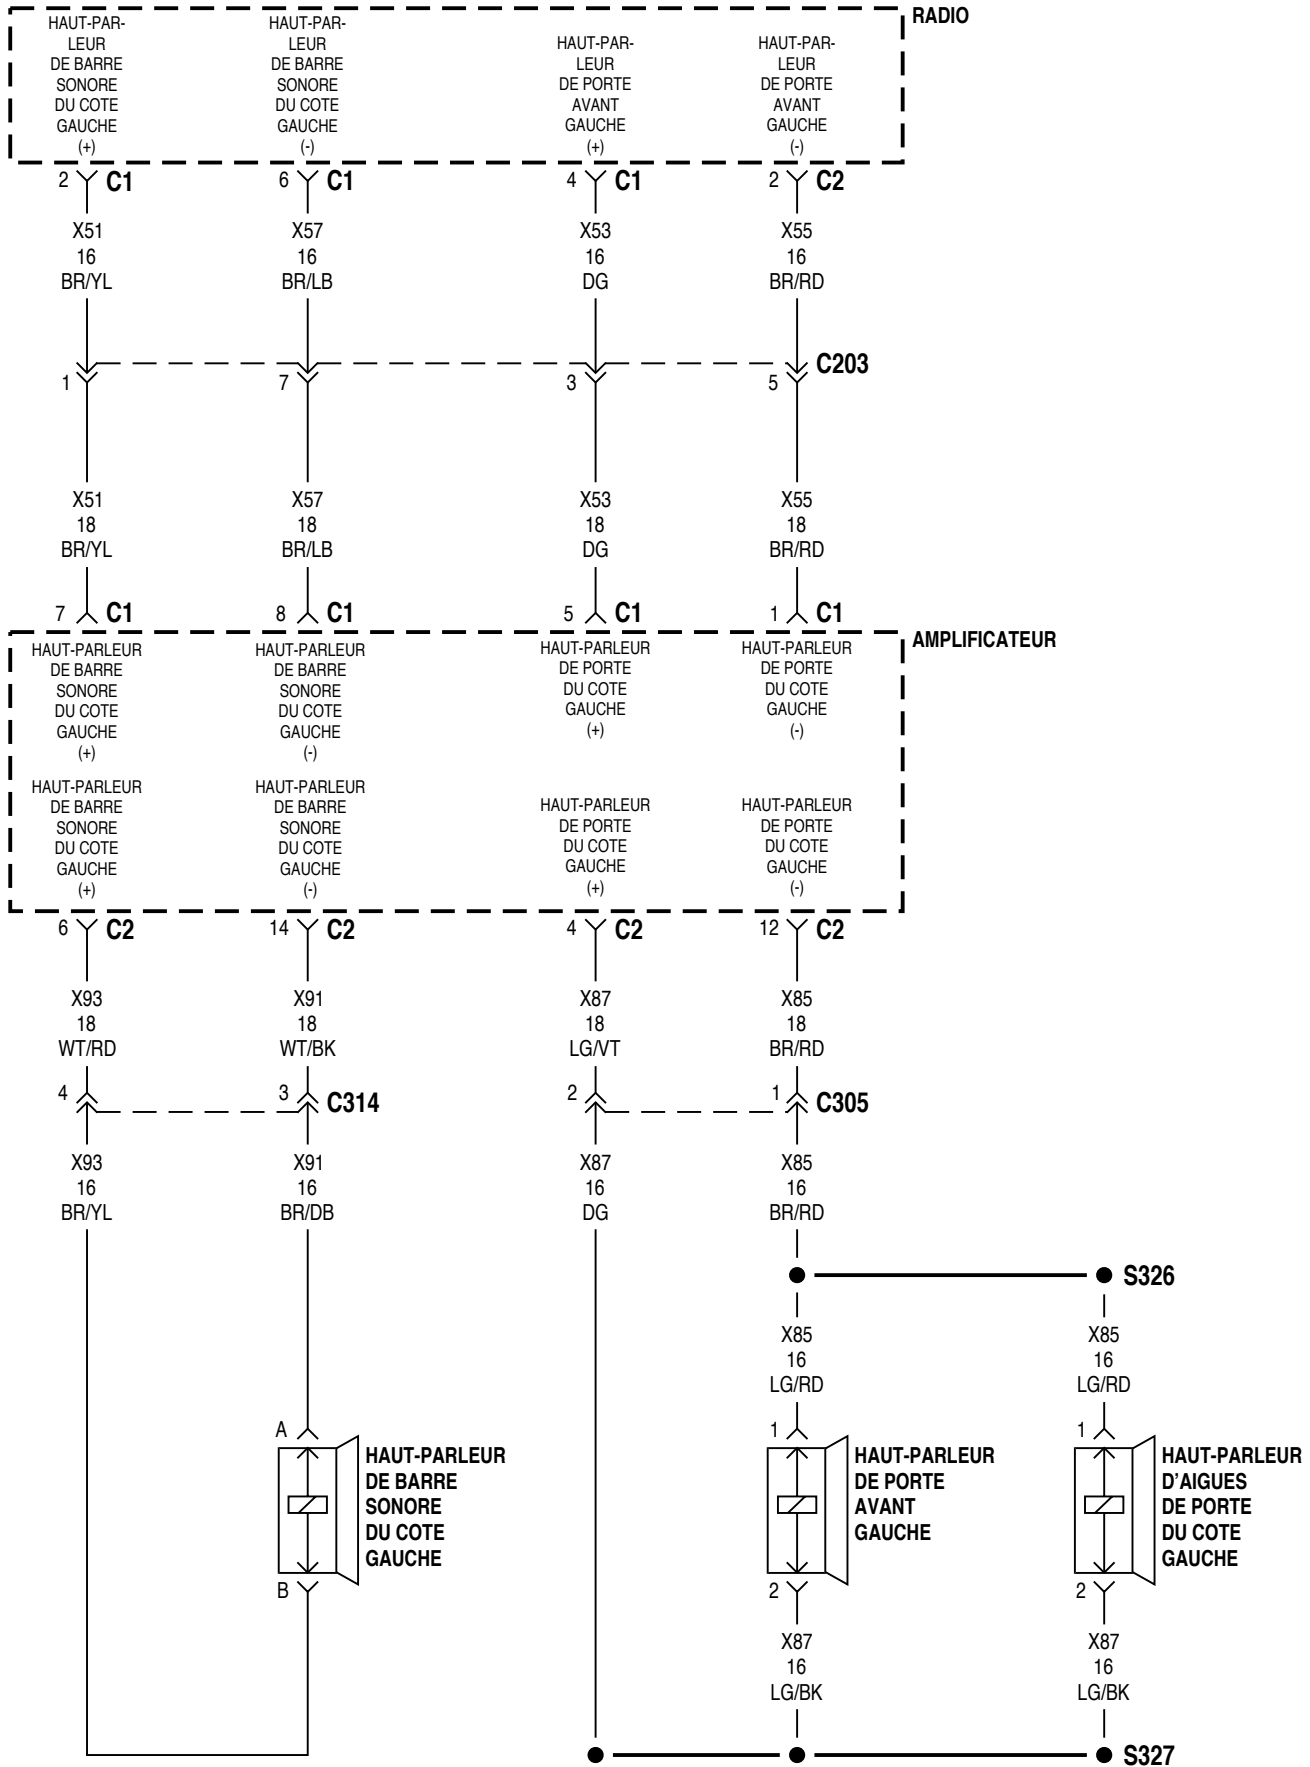 RADIO
HAUT-PAR-
LEUR
DE BARRE
SONORE
DU COTE
GAUCHE
(+)
HAUT-PAR-
LEUR
DE BARRE
SONORE
DU COTE
GAUCHE
(-)
HAUT-PAR-
LEUR
DE PORTE
AVANT
GAUCHE
(+)
HAUT-PAR-
LEUR
DE PORTE
AVANT
GAUCHE
(-)
2 C1
6 C1
4 C1
2 C2
X51
16
BR/YL
X57
16
BR/LB
X53
16
DG
X55
16
BR/RD
1
7
3
5
C203
X51
18
BR/YL
X57
18
BR/LB
X53
18
DG
X55
18
BR/RD
7 C1
8 C1
5 C1
1 C1
AMPLIFICATEUR
HAUT-PARLEUR
DE BARRE
SONORE
DU COTE
GAUCHE
(+)
HAUT-PARLEUR
DE BARRE
SONORE
DU COTE
GAUCHE
(-)
HAUT-PARLEUR
DE PORTE
DU COTE
GAUCHE
(+)
HAUT-PARLEUR
DE PORTE
DU COTE
GAUCHE
(-)
HAUT-PARLEUR
DE BARRE
SONORE
DU COTE
GAUCHE
(+)
HAUT-PARLEUR
DE BARRE
SONORE
DU COTE
GAUCHE
(-)
HAUT-PARLEUR
DE PORTE
DU COTE
GAUCHE
(+)
HAUT-PARLEUR
DE PORTE
DU COTE
GAUCHE
(-)
6 C2
14 C2
4 C2
12 C2
X93
18
WT/RD
X91
18
WT/BK
X87
18
LG/VT
X85
18
BR/RD
4
3 C314
2
1 C305
X93
16
BR/YL
X91
16
BR/DB
X87
16
DG
X85
16
BR/RD
S326
X85
16
LG/RD
X85
16
LG/RD
A
1
1
HAUT-PARLEUR
DE BARRE
SONORE
DU COTE
GAUCHE
HAUT-PARLEUR
DE PORTE
AVANT
GAUCHE
HAUT-PARLEUR
D'AIGUES
DE PORTE
DU COTE
GAUCHE
B
2
2
X87
16
LG/BK
X87
16
LG/BK
S327